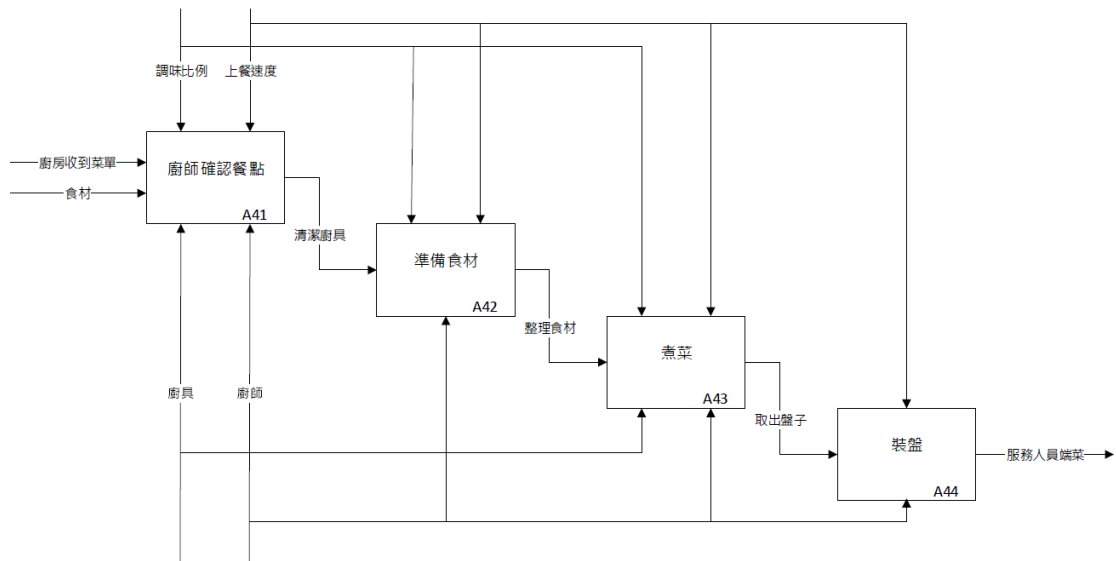 調味比例
上餐速度
廚房收到菜單
廚師確認餐點
食材
A41
清潔廚具
準備食材
A42
整理食材
煮菜
廚具
廚師
A43
取出盤子
裝盤
服務人員端菜
A44